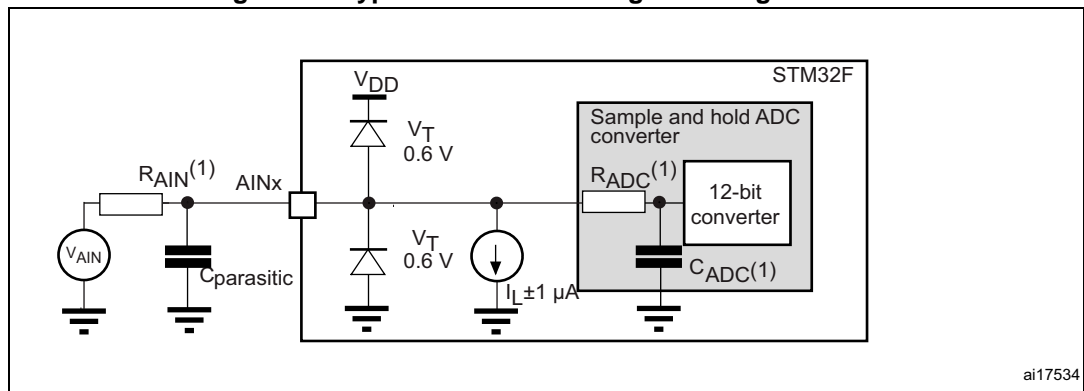 STM32F
VDD
Sample and hold ADC
converter
VT
0.6 V
RAIN(1)
AINx
RADC(1)
12-bit
converter
VAIN
Cparasitic
VT
0.6 V
IL±1 µA
CADC(1)
ai17534